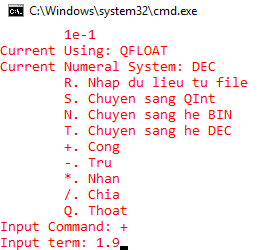 C:\Windows\system32\cmd.exe
1e-1
Current Using: QFLOAT
Current Numeral System: DEC
R. Nhap du lieu tu file
S. Chuyen sang QInt
N. Chuyen sang he BIN
T. Chuyen sang he DEC
+. Cong
-. Tru
*. Nhan
/. Chia
Q. Thoat
Input Command: +
Input term: 1.9